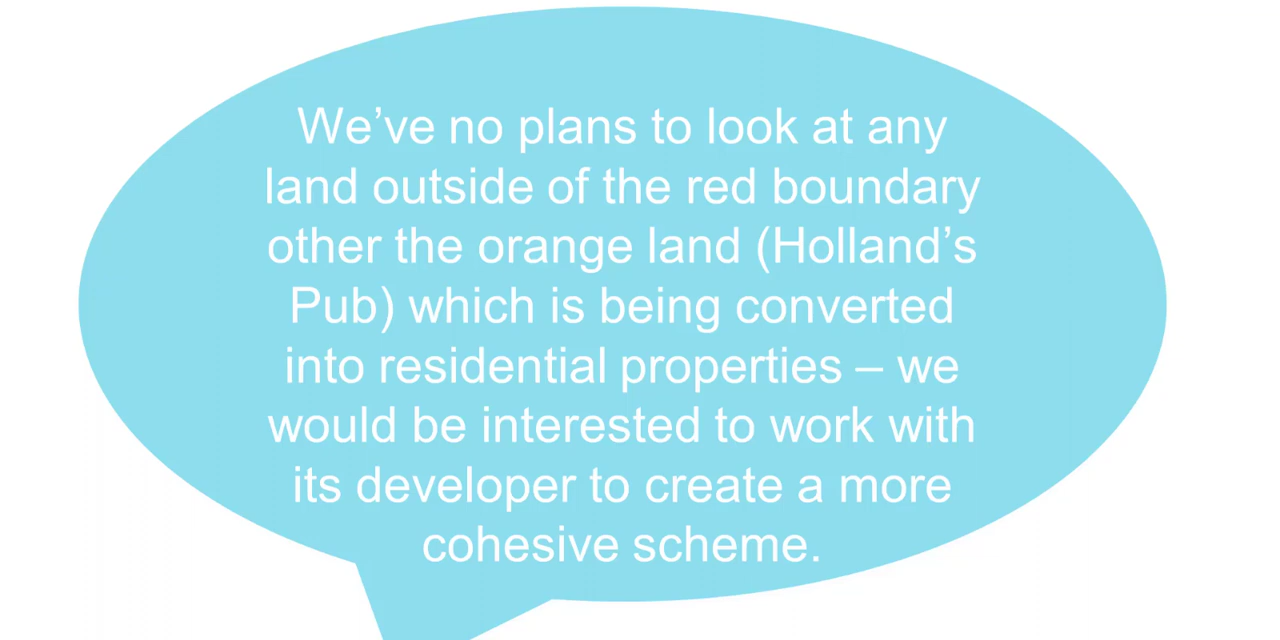 We’ve no plans to look at any
land outside of the red boundary
other the orange land (Holland’s
Pub) which is being converted
into residential properties – we
would be interested to work with
its developer to create a more
cohesive scheme.